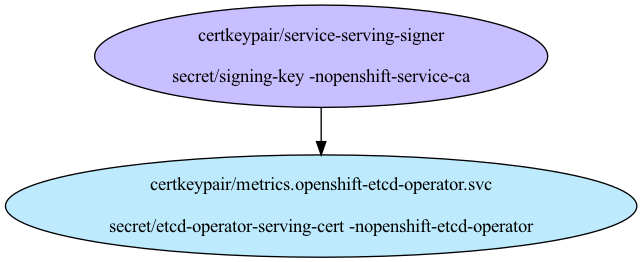 certkeypair/service-serving-signer
secret/signing-key -nopenshift-service-ca
certkeypair/metrics.openshift-etcd-operator.svc
secret/etcd-operator-serving-cert -nopenshift-etcd-operator